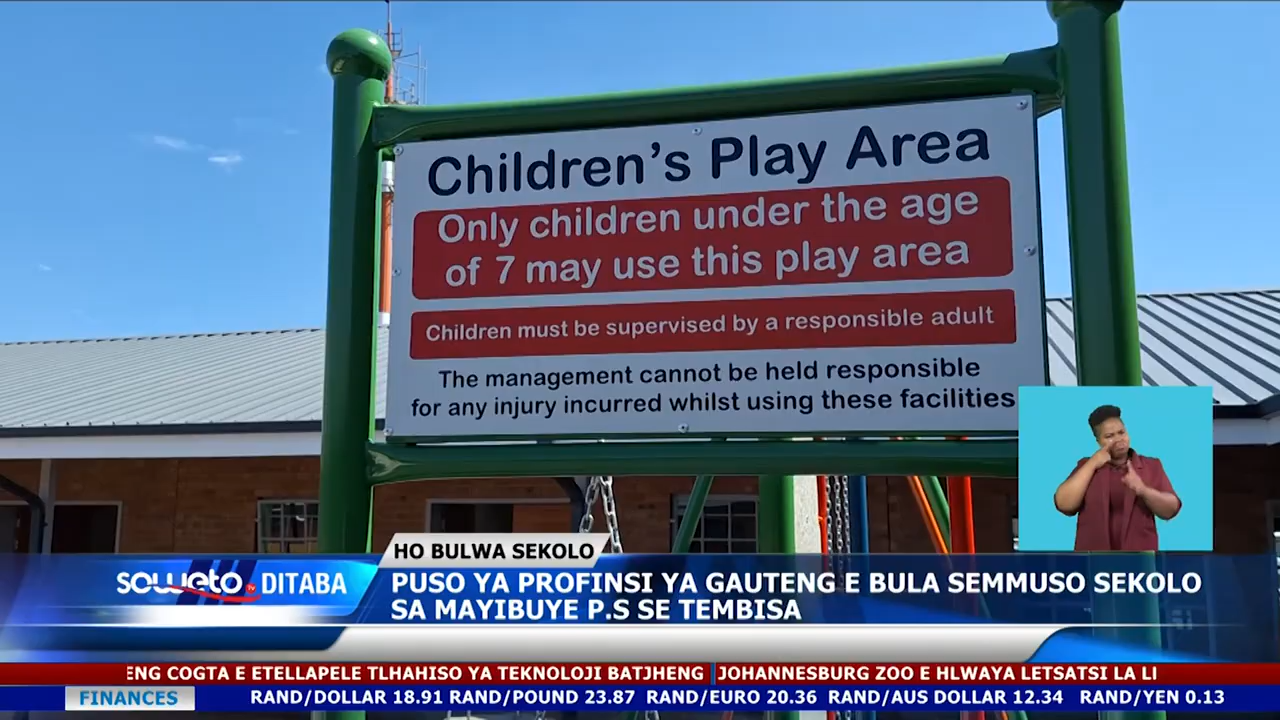 Children's Play Area
Only children under the age
of 7 may use this play area
Children must be supervised by a responsible adult
The management cannot be held responsible
for any injury incurred whilst using these facilities
HO BULWA SEKOLO
SOWETO TV DITABA
PUSO YA PROFINSI YA GAUTENG E BULA SEMMUSO SEKOLO
SA MAYIBUYE P.S SE TEMBISA
ENG COGTA E ETELLAPELE TLHAHISO YA TEKNOLOJI BATJHENG JOHANNESBURG ZOO E HLWAYA LETSATSI LA LI
FINANCES RAND/DOLLAR 18.91 RAND/POUND 23.87 RAND/EURO 20.36 RAND/AUS DOLLAR 12.34 RAND/YEN 0.13